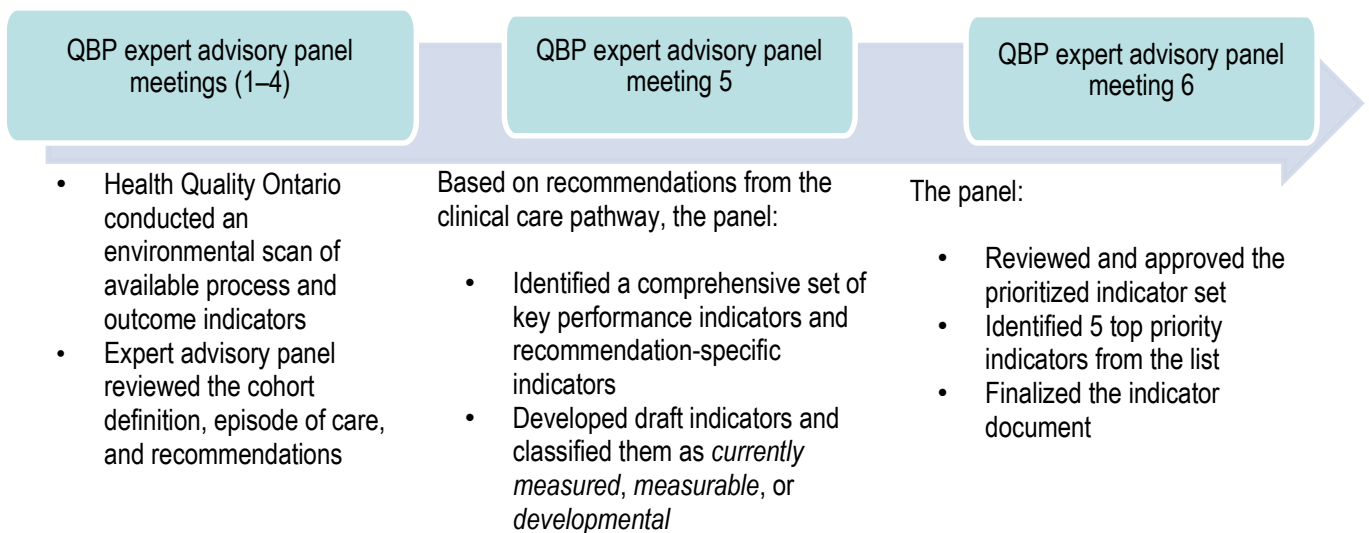 QBP expert advisory panel
meetings (1–4)
QBP expert advisory panel
meeting 5
QBP expert advisory panel
meeting 6
• Health Quality Ontario
conducted an
environmental scan of
available process and
outcome indicators
• Expert advisory panel
reviewed the cohort
definition, episode of care,
and recommendations
Based on recommendations from the
clinical care pathway, the panel:
• Identified a comprehensive set of
key performance indicators and
recommendation-specific
indicators
• Developed draft indicators and
classified them as currently
measured, measurable, or
developmental
The panel:
• Reviewed and approved the
prioritized indicator set
• Identified 5 top priority
indicators from the list
• Finalized the indicator
document